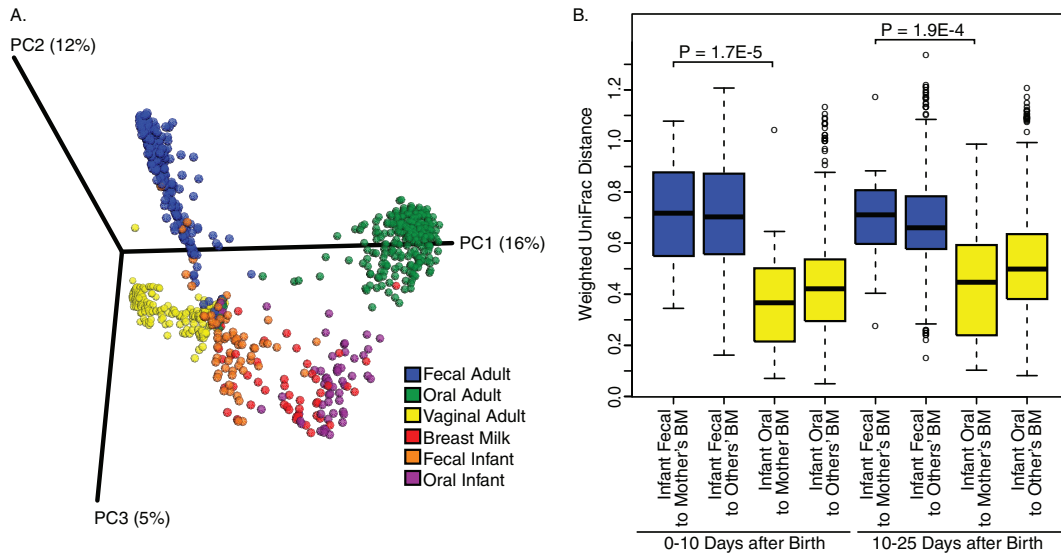 A.
PC2 (12%)
PC1 (16%)
PC3 (5%)
Fecal Adult
Oral Adult
Vaginal Adult
Breast Milk
Fecal Infant
Oral Infant
B.
P = 1.7E-5
P = 1.9E-4
Weighted UniFrac Distance
1.2
1.0
0.8
0.6
0.4
0.2
0.0
Infant Fecal
to Mother's BM
Infant Fecal
to Others' BM
Infant Oral
to Mother BM
Infant Oral
to Others' BM
Infant Fecal
to Mother's BM
Infant Fecal
to Others' BM
Infant Oral
to Mother's BM
Infant Oral
to Other's BM
0-10 Days after Birth
10-25 Days after Birth